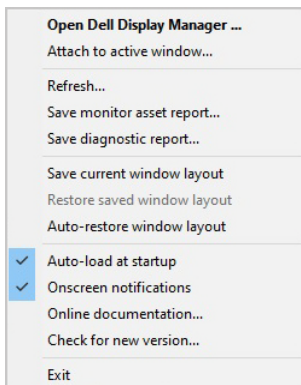 Open Dell Display Manager ...
Attach to active window...
Refresh...
Save monitor asset report...
Save diagnostic report...
Save current window layout
Restore saved window layout
Auto-restore window layout
Auto-load at startup
Onscreen notifications
Online documentation...
Check for new version...
Exit